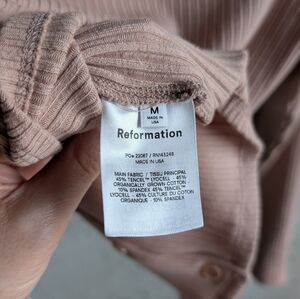 M
MADE IN
USA
Reformation
MADE IN USA
MAIN FABRIC / TISSU PRINCIPAL
45% TENCEL™ LYOCELL - 45%
ORGANICALLY GROWN COTTON
10% SPANDEX 45% TENCEL™
LYOCELL - 45% CULTURE DU COTON
ORGANIQUE - 10% SPANDEX